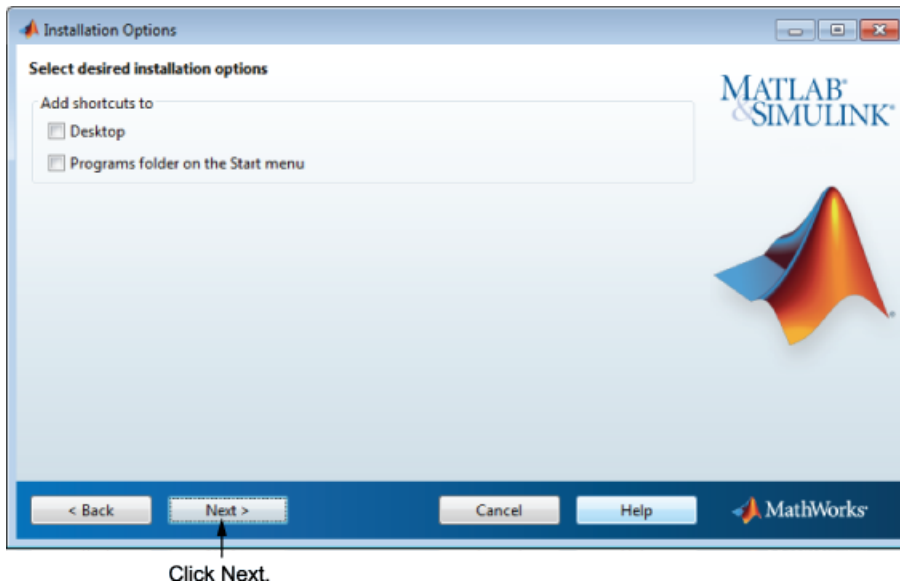 Installation Options
Select desired installation options
Add shortcuts to
Desktop
Programs folder on the Start menu
MATLAB®
&SIMULINK®
< Back
Next >
Cancel
Help
MathWorks®
Click Next.